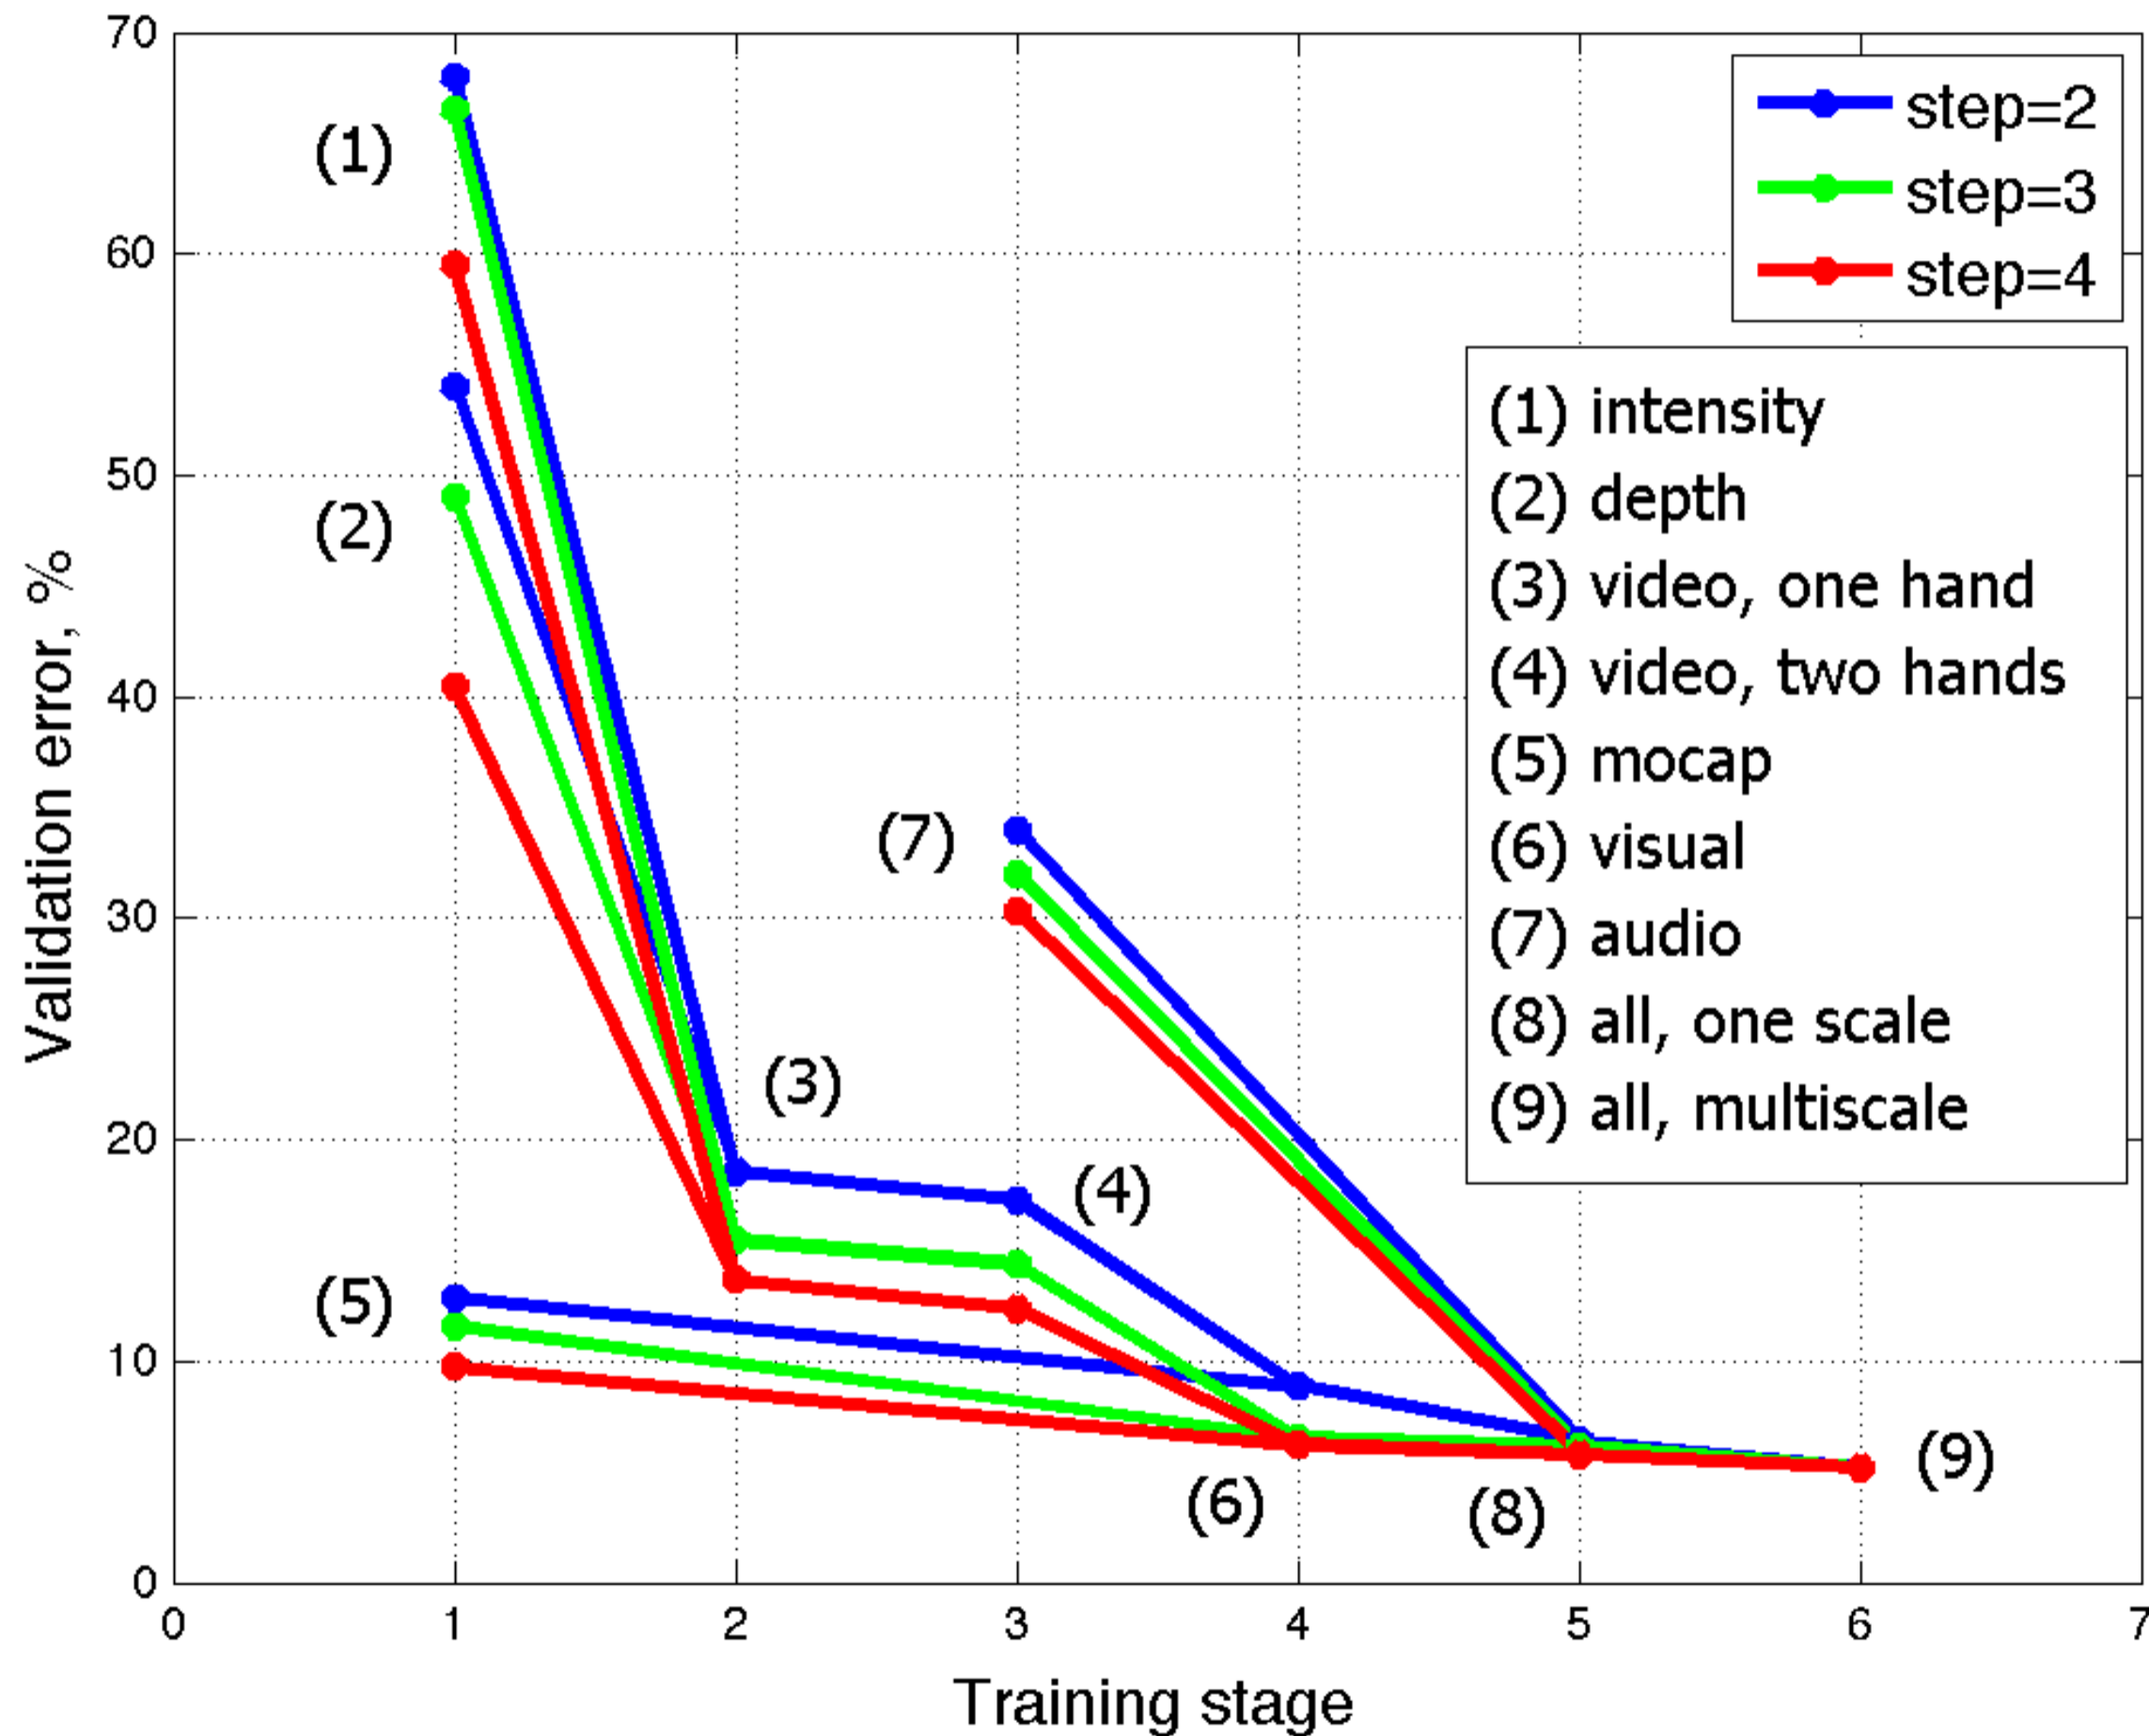 70
60
50
40
30
20
10
0
0 1 2 3 4 5 6 7
Validation error, %
Training stage
step=2
step=3
step=4
(1) intensity
(2) depth
(3) video, one hand
(4) video, two hands
(5) mocap
(6) visual
(7) audio
(8) all, one scale
(9) all, multiscale
(1)
(2)
(7)
(3)
(4)
(5)
(6)
(8)
(9)